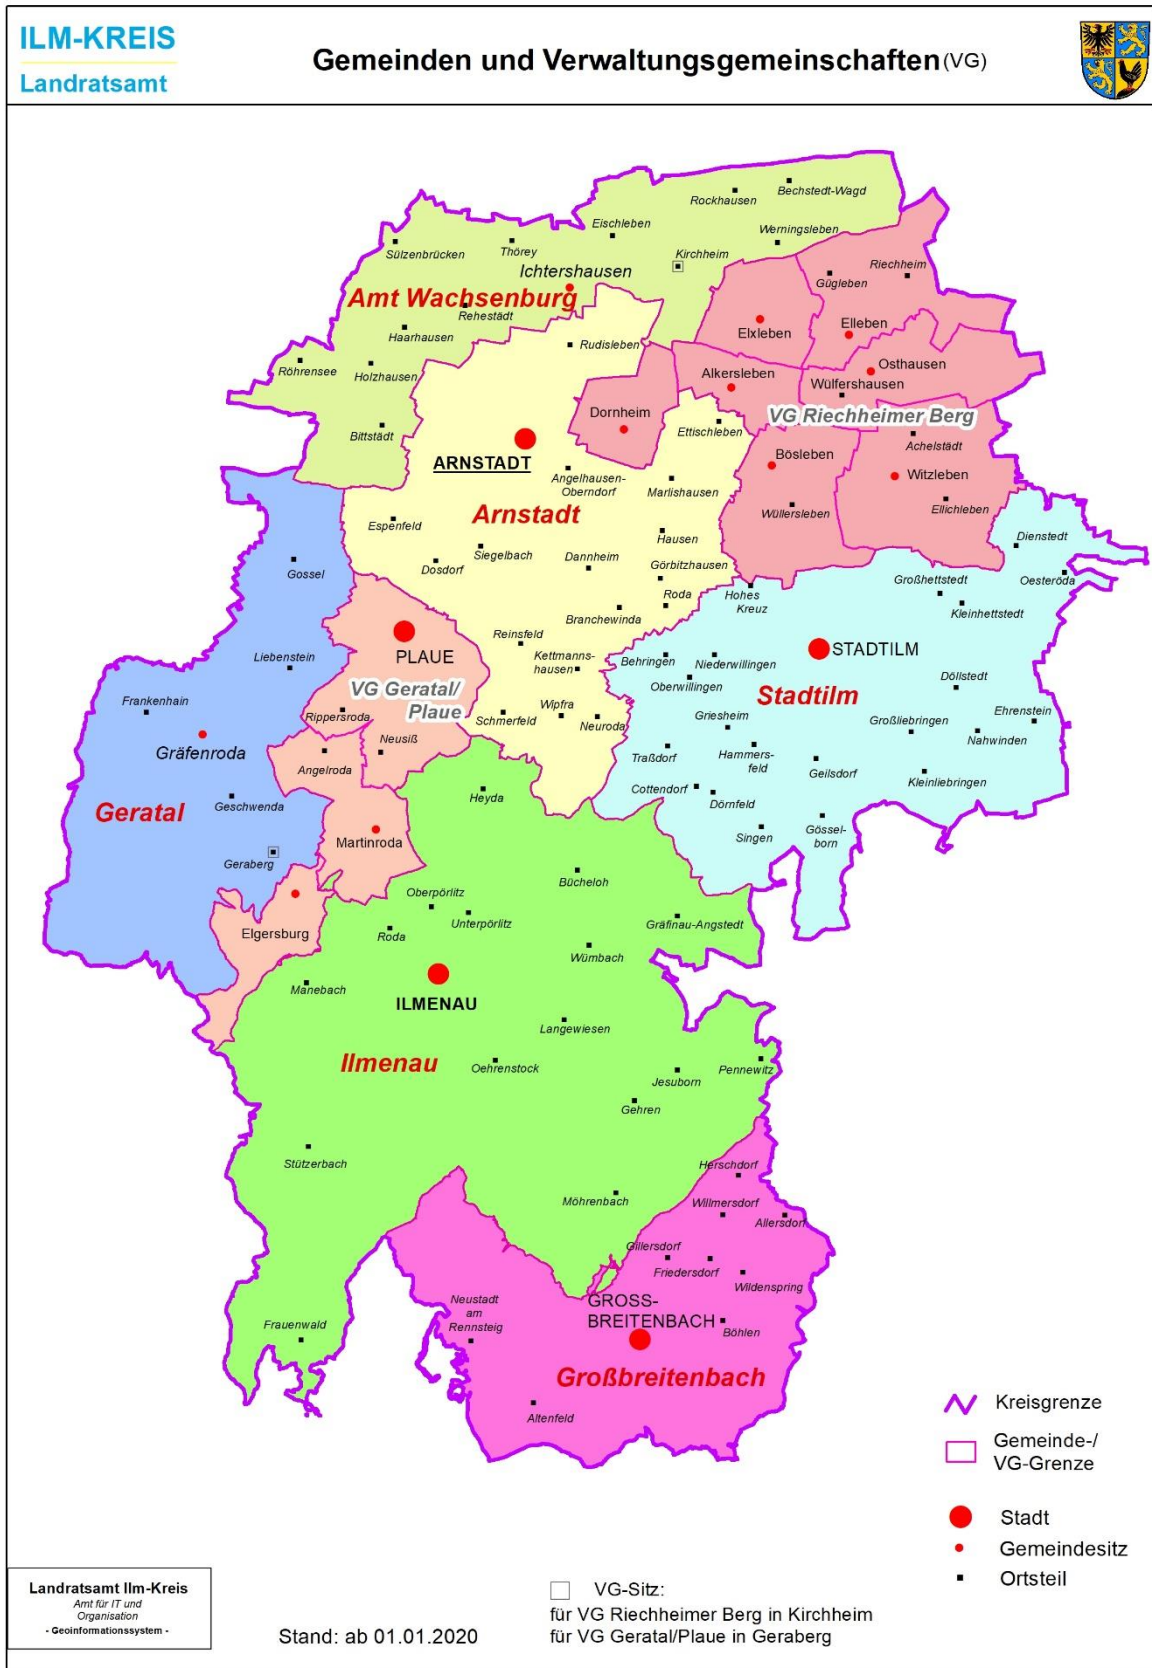 ILM-KREIS
Landratsamt
Gemeinden und Verwaltungsgemeinschaften (VG)
Bechstedt-Wagd
Rockhausen
Eischleben
Werningsleben
Sülzenbrücken
Thörey
Kirchheim
Ichtershausen
Riechheim
Gügleben
Amt Wachsenburg
Rehestädt
Haarhausen
Elxleben
Elleben
Rudisleben
Röhrensee
Holzhausen
Osthausen
Alkersleben
Wülfershausen
Dornheim
VG Riechheimer Berg
Bittstädt
Ettischleben
Achelstädt
ARNSTADT
Bösleben
Angelhausen-
Oberndorf
Witzleben
Marlishausen
Ellichleben
Wüllersleben
Arnstadt
Espenfeld
Hausen
Dienstedt
Siegelbach
Dannheim
Görbitzhausen
Dosdorf
Gossel
Großhettstedt
Oesteröda
Hohes
Kreuz
Roda
Kleinhettstedt
Branchewinda
Reinsfeld
STADTILM
PLAUE
Kettmanns-
hausen
Liebenstein
Behringen
Niederwillingen
Oberwillingen
VG Geratal/
Plaue
Stadtilm
Döllstedt
Frankenhain
Rippersroda
Schmerfeld
Wipfra
Neuroda
Griesheim
Großliebringen
Ehrenstein
Nahwinden
Gräfenroda
Neusiß
Angelroda
Traßdorf
Hammers-
feld
Geilsdorf
Kleinliebringen
Heyda
Cottendorf
Dörnfeld
Geschwenda
Geratal
Singen
Gössel-
born
Martinroda
Geraberg
Bücheloh
Oberpörlitz
Unterpörlitz
Gräfinau-Angstedt
Elgersburg
Roda
Wümbach
Manebach
ILMENAU
Langewiesen
Ilmenau
Oehrenstock
Pennewitz
Jesuborn
Gehren
Stützerbach
Herschdorf
Möhrenbach
Willmersdorf
Allersdorf
Gillersdorf
Friedersdorf
Wildenspring
Neustadt
am
Rennsteig
GROSS-
BREITENBACH
Böhlen
Frauenwald
Großbreitenbach
Altenfeld
Kreisgrenze
Gemeinde-/
VG-Grenze
Stadt
Gemeindesitz
Ortsteil
Landratsamt Ilm-Kreis
Amt für IT und
Organisation
- Geoinformationssystem -
Stand: ab 01.01.2020
VG-Sitz:
für VG Riechheimer Berg in Kirchheim
für VG Geratal/Plaue in Geraberg